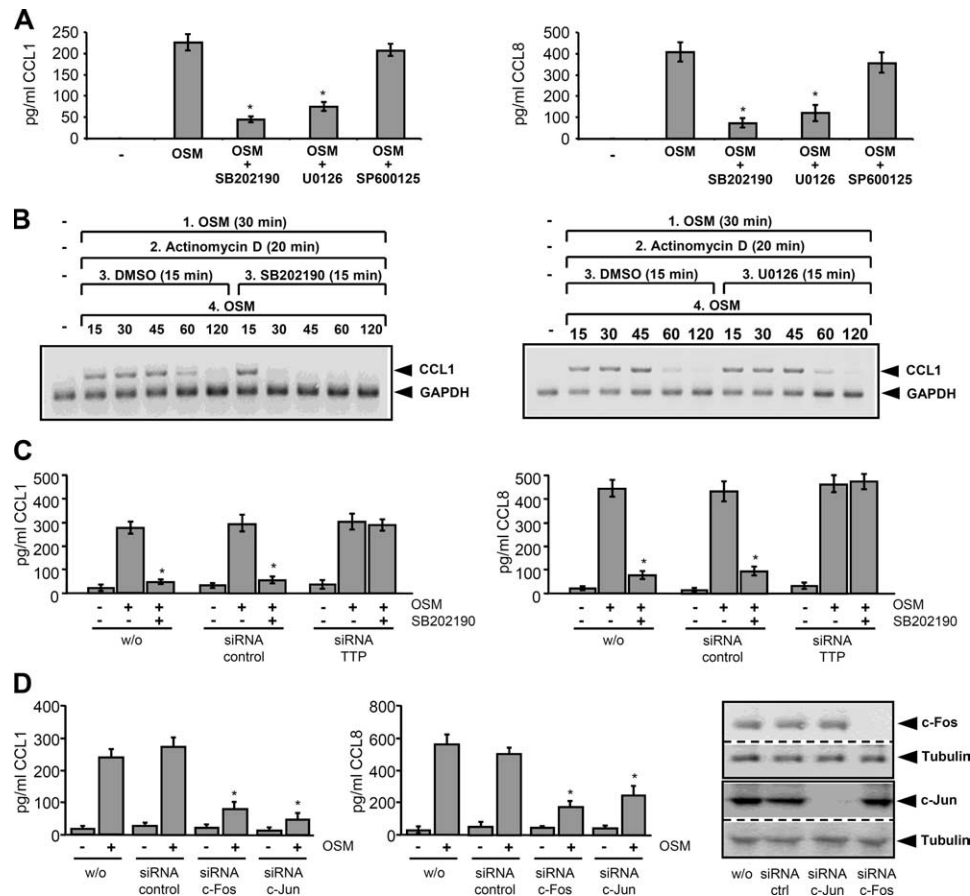 A
pg/ml CCL1
250
200
150
100
50
0
-
OSM
OSM + SB202190
OSM + U0126
OSM + SP600125
*
*
pg/ml CCL8
500
400
300
200
100
0
-
OSM
OSM + SB202190
OSM + U0126
OSM + SP600125
*
*
B
- 1. OSM (30 min)
- 2. Actinomycin D (20 min)
- 3. DMSO (15 min) 3. SB202190 (15 min)
4. OSM
- 15 30 45 60 120 15 30 45 60 120
CCL1
GAPDH
- 1. OSM (30 min)
- 2. Actinomycin D (20 min)
- 3. DMSO (15 min) 3. U0126 (15 min)
4. OSM
- 15 30 45 60 120 15 30 45 60 120
CCL1
GAPDH
C
pg/ml CCL1
500
400
300
200
100
0
*
*
- + + - + + - + + OSM
- - + - - + - - + SB202190
w/o
siRNA control
siRNA TTP
pg/ml CCL8
500
400
300
200
100
0
*
*
- + + - + + - + + OSM
- - + - - + - - + SB202190
w/o
siRNA control
siRNA TTP
D
pg/ml CCL1
400
300
200
100
0
*
*
- + - + - + - + OSM
w/o
siRNA control
siRNA c-Fos
siRNA c-Jun
pg/ml CCL8
800
600
400
200
0
*
*
- + - + - + - + OSM
w/o
siRNA control
siRNA c-Fos
siRNA c-Jun
c-Fos
Tubulin
c-Jun
Tubulin
w/o
siRNA ctrl
siRNA c-Jun
siRNA c-Fos